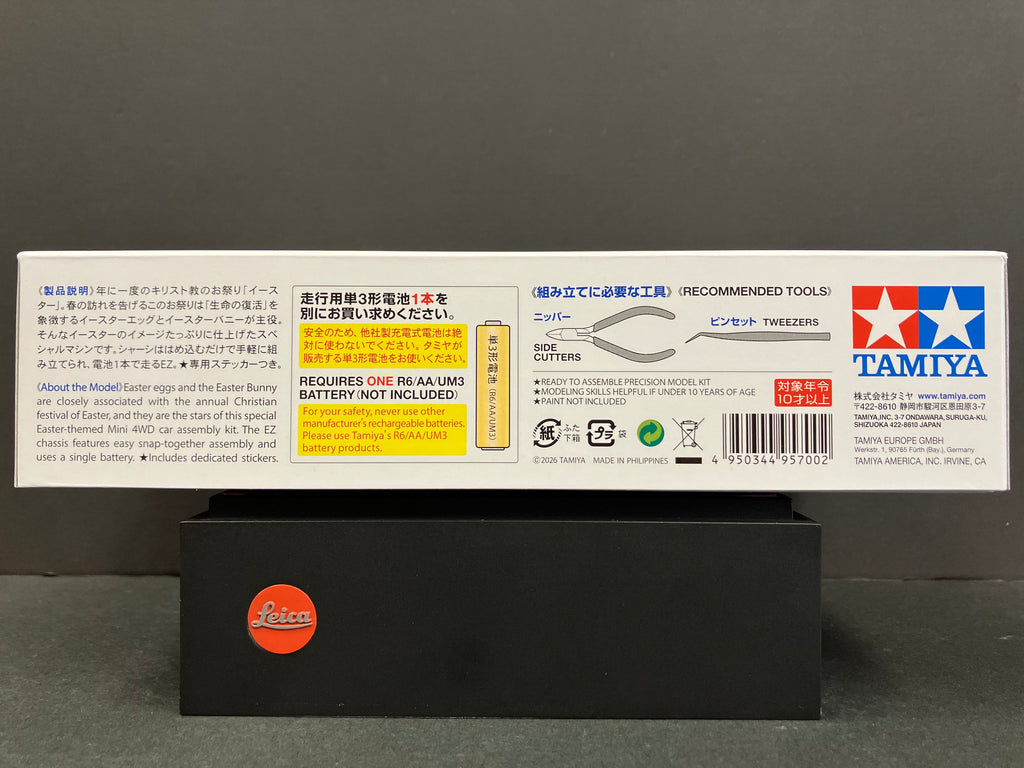 《製品説明》年に一度のキリスト教のお祭り「イース
ター」。春の訪れを告げるこのお祭りは「生命の復活」を
象徴するイースターエッグとイースターバニーが主役。
そんなイースターのイメージたっぷりに仕上げたスペ
シャルマシンです。シャーシははめ込むだけで手軽に組
み立てられ、電池1本で走るEZ。★専用ステッカーつき。
《About the Model》Easter eggs and the Easter Bunny
are closely associated with the annual Christian
festival of Easter, and they are the stars of this special
Easter-themed Mini 4WD car assembly kit. The EZ
chassis features easy snap-together assembly and
uses a single battery. ★Includes dedicated stickers.
走行用単3形電池1本を
別にお買い求めください。
安全のため、他社製充電式電池は絶
対に使わないでください。タミヤが
販売する単3形電池をお使いください。
REQUIRES ONE R6/AA/UM3
BATTERY (NOT INCLUDED)
For your safety, never use other
manufacturer's rechargeable batteries.
Please use Tamiya's R6/AA/UM3
battery products.
単3形電池 (R6/AA/UM3)
《組み立てに必要な工具》《RECOMMENDED TOOLS》
ニッパー
SIDE
CUTTERS
ピンセット TWEEZERS
★READY TO ASSEMBLE PRECISION MODEL KIT
★MODELING SKILLS HELPFUL IF UNDER 10 YEARS OF AGE
★PAINT NOT INCLUDED
対象年令
10才以上
紙
ふた
下箱
プラ
袋
©2026 TAMIYA MADE IN PHILIPPINES
4 950344 957002
TAMIYA
株式会社タミヤ www.tamiya.com
〒422-8610 静岡市駿河区恩田原3-7
TAMIYA,INC. 3-7 ONDAWARA, SURUGA-KU,
SHIZUOKA 422-8610 JAPAN
TAMIYA EUROPE GMBH
Werkstr. 1, 90765 Fürth (Bay.), Germany
TAMIYA AMERICA, INC. IRVINE, CA
Leica